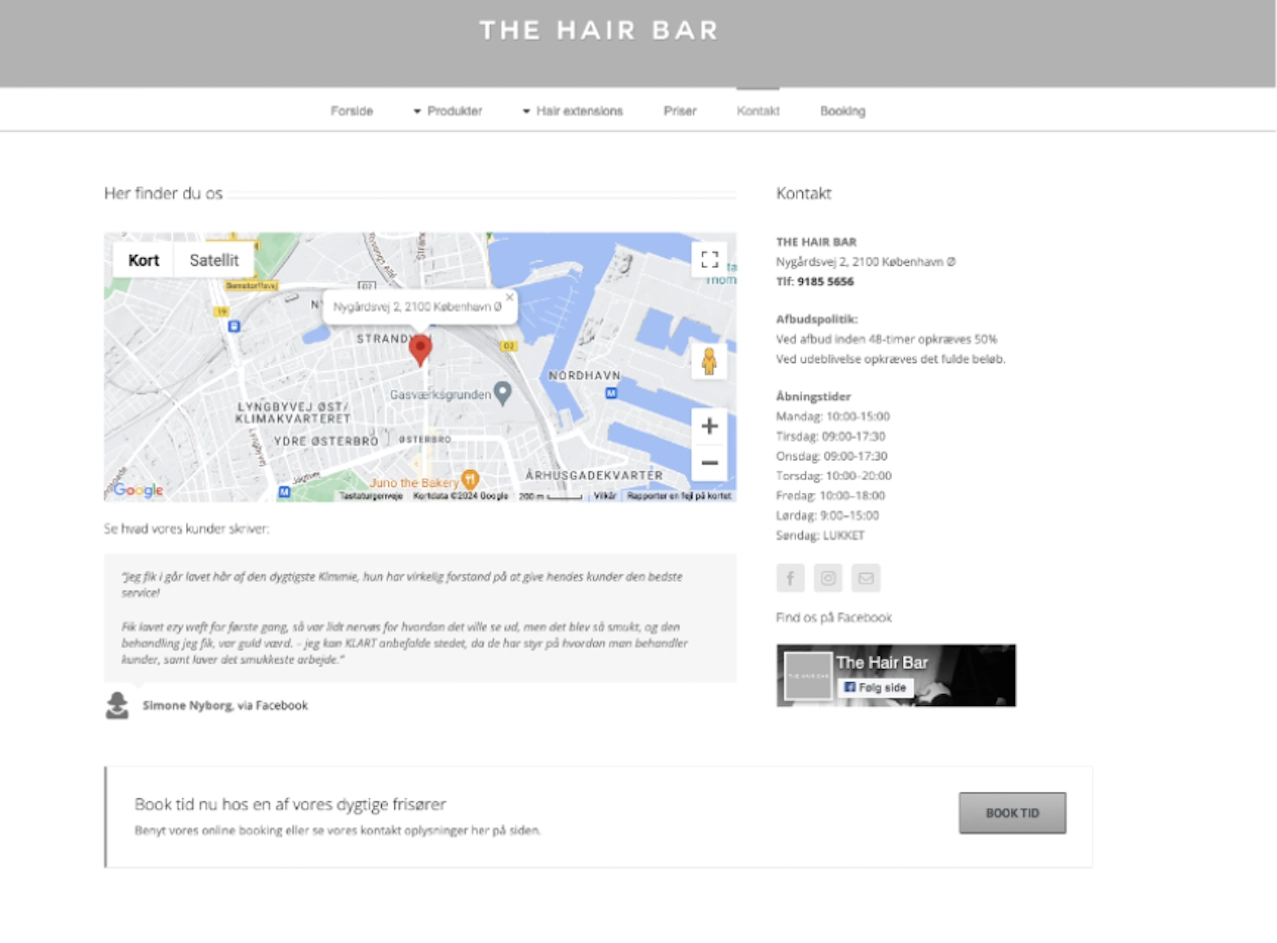 THE HAIR BAR
Forside
Produkter
Hair extensions
Priser
Kontakt
Booking
Her finder du os
Kort
Satellit
Bernstorffsvej
19
O2
Nygårdsvej 2, 2100 København Ø
02
NORDHAVN
M
Gasværksgrunden
LYNGBYVEJ ØST/
KLIMAKVARTERET
YDRE ØSTERBRO
ØSTERBRO
ÅRHUSGADEKVARTER
Juno the Bakery
Jagtvej
M
Google
Tastaturgenveje
Kortdata ©2024 Google
200 m
Vilkår
Rapporter en fejl på kortet
Se hvad vores kunder skriver:
"Jeg fik i går lavet hår af den dygtigste Kimmie, hun har virkelig forstand på at give hendes kunder den bedste
service!
Fik lavet ezy weft for første gang, så var lidt nervøs for hvordan det ville se ud, men det blev så smukt, og den
behandling jeg fik, var guld værd. – jeg kan KLART anbefalde stedet, da de har styr på hvordan man behandler
kunder, samt laver det smukkeste arbejde."
Simone Nyborg, via Facebook
Kontakt
THE HAIR BAR
Nygårdsvej 2, 2100 København Ø
Tlf: 9185 5656
Afbudspolitik:
Ved afbud inden 48-timer opkræves 50%
Ved udeblivelse opkræves det fulde beløb.
Åbningstider
Mandag: 10:00-15:00
Tirsdag: 09:00-17:30
Onsdag: 09:00-17:30
Torsdag: 10:00–20:00
Fredag: 10:00–18:00
Lørdag: 9:00–15:00
Søndag: LUKKET
Find os på Facebook
THE HAIR BAR
The Hair Bar
Følg side
Book tid nu hos en af vores dygtige frisører
Benyt vores online booking eller se vores kontakt oplysninger her på siden.
BOOK TID